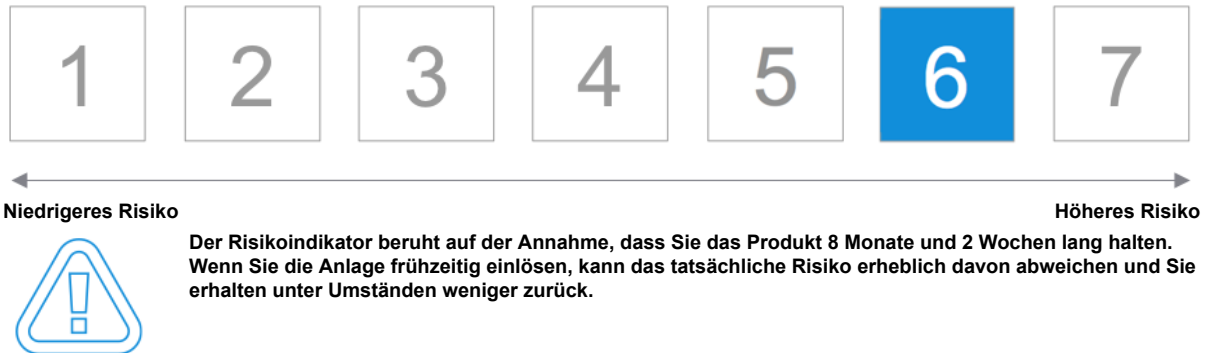 1 2 3 4 5 6 7
Niedrigeres Risiko Höheres Risiko
Der Risikoindikator beruht auf der Annahme, dass Sie das Produkt 8 Monate und 2 Wochen lang halten.
Wenn Sie die Anlage frühzeitig einlösen, kann das tatsächliche Risiko erheblich davon abweichen und Sie
erhalten unter Umständen weniger zurück.